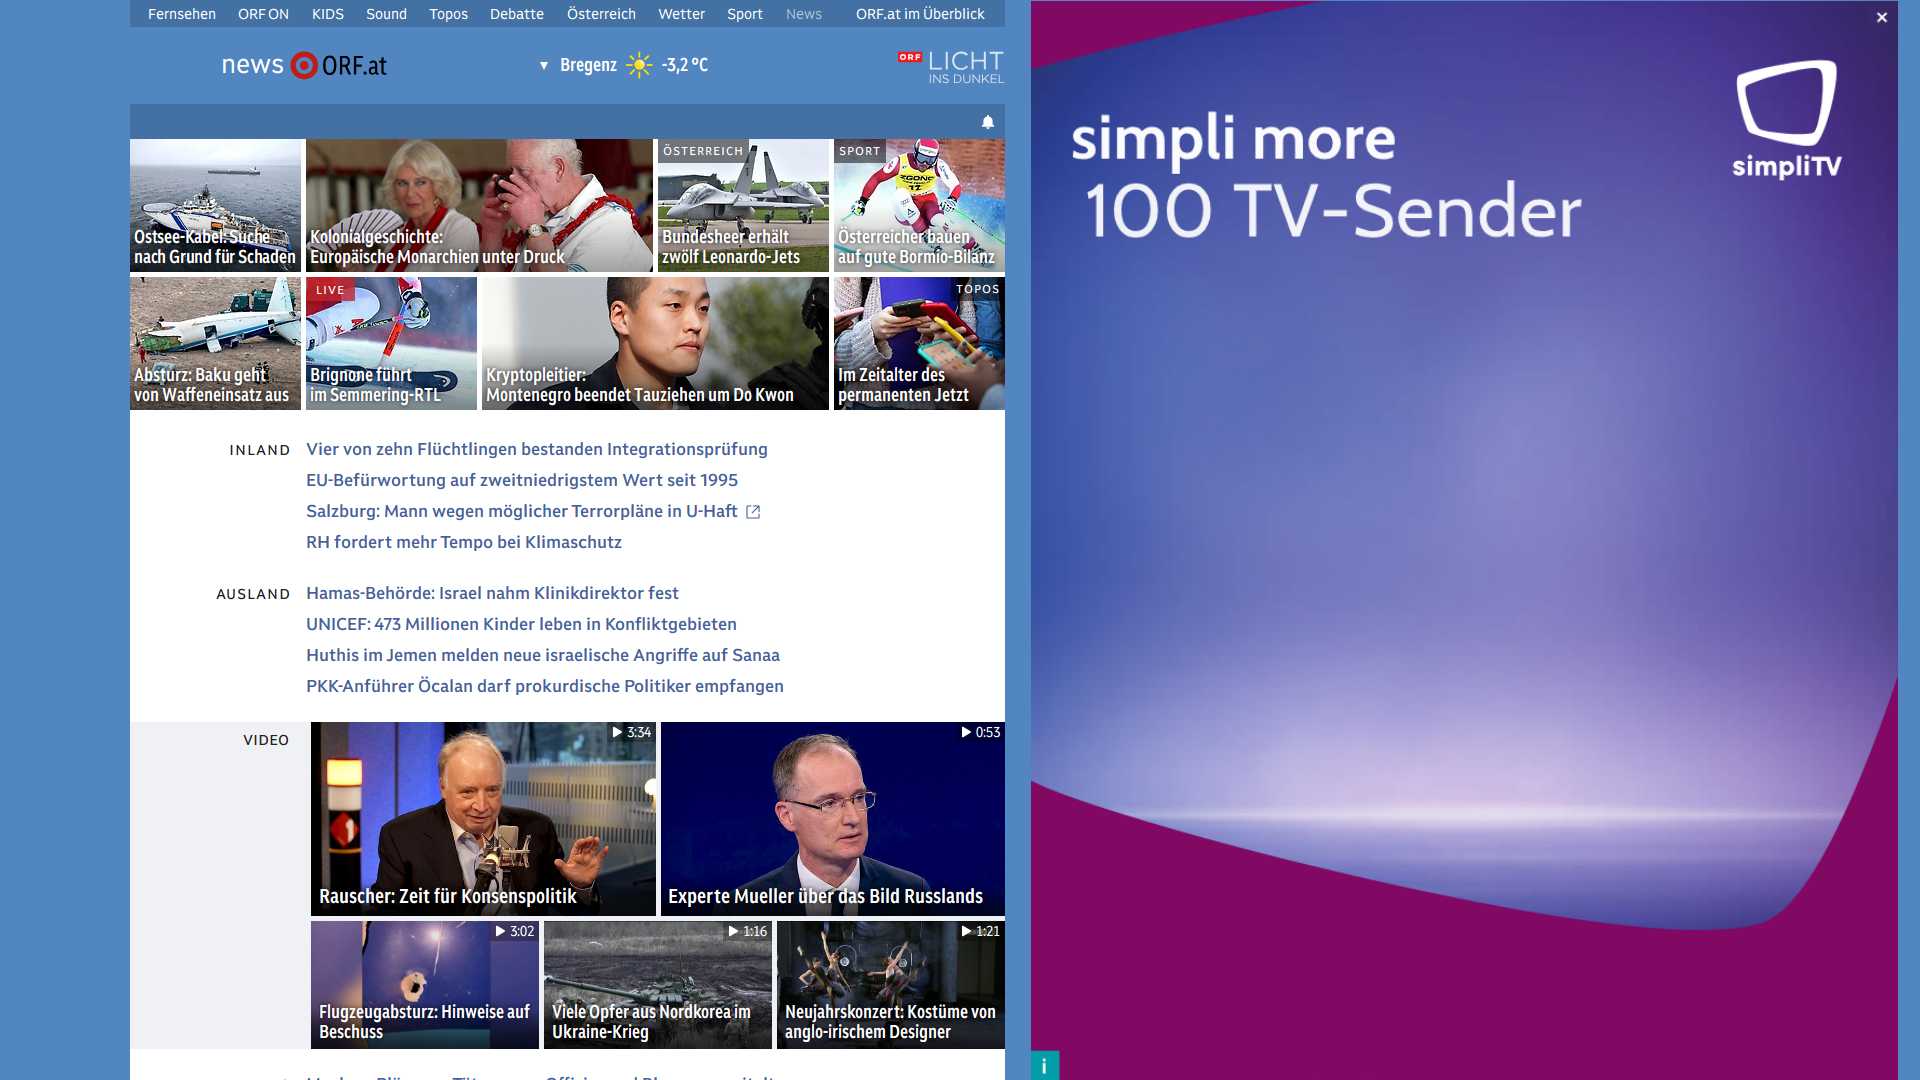 Fernsehen ORF ON KIDS Sound Topos Debatte Österreich Wetter Sport News ORF.at im Überblick
news ORF.at
▼ Bregenz -3,2 °C
ORF LICHT
INS DUNKEL
Ostsee-Kabel: Suche
nach Grund für Schaden
Kolonialgeschichte:
Europäische Monarchien unter Druck
ÖSTERREICH
Bundesheer erhält
zwölf Leonardo-Jets
SPORT
Österreicher bauen
auf gute Bormio-Bilanz
Absturz: Baku geht
von Waffeneinsatz aus
LIVE
Brignone führt
im Semmering-RTL
Kryptopleitier:
Montenegro beendet Tauziehen um Do Kwon
TOPOS
Im Zeitalter des
permanenten Jetzt
INLAND
Vier von zehn Flüchtlingen bestanden Integrationsprüfung
EU-Befürwortung auf zweitniedrigstem Wert seit 1995
Salzburg: Mann wegen möglicher Terrorpläne in U-Haft
RH fordert mehr Tempo bei Klimaschutz
AUSLAND
Hamas-Behörde: Israel nahm Klinikdirektor fest
UNICEF: 473 Millionen Kinder leben in Konfliktgebieten
Huthis im Jemen melden neue israelische Angriffe auf Sanaa
PKK-Anführer Öcalan darf prokurdische Politiker empfangen
VIDEO
3:34
Rauscher: Zeit für Konsenspolitik
0:53
Experte Mueller über das Bild Russlands
3:02
Flugzeugabsturz: Hinweise auf
Beschuss
1:16
Viele Opfer aus Nordkorea im
Ukraine-Krieg
1:21
Neujahrskonzert: Kostüme von
anglo-irischem Designer
simpli more
100 TV-Sender
simpliTV